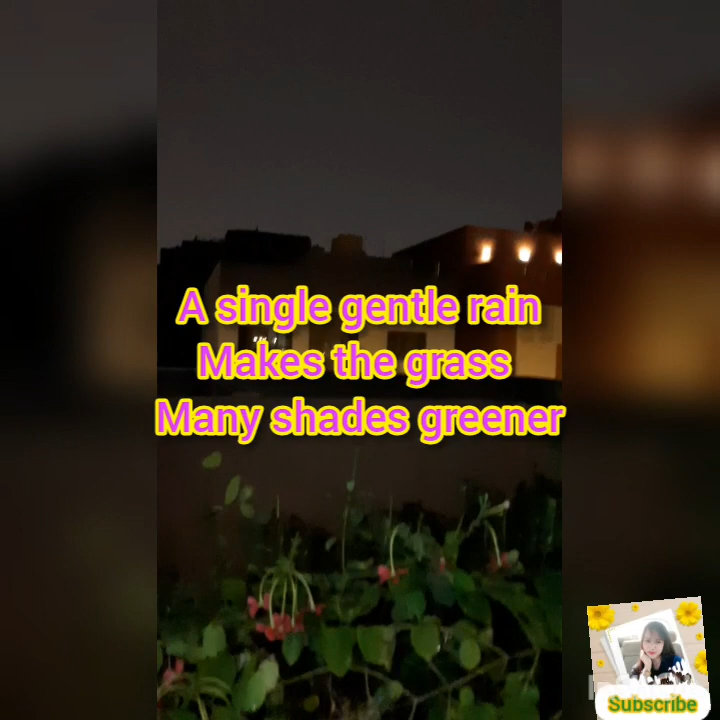 A single gentle rain
Makes the grass
Many shades greener
Subscribe